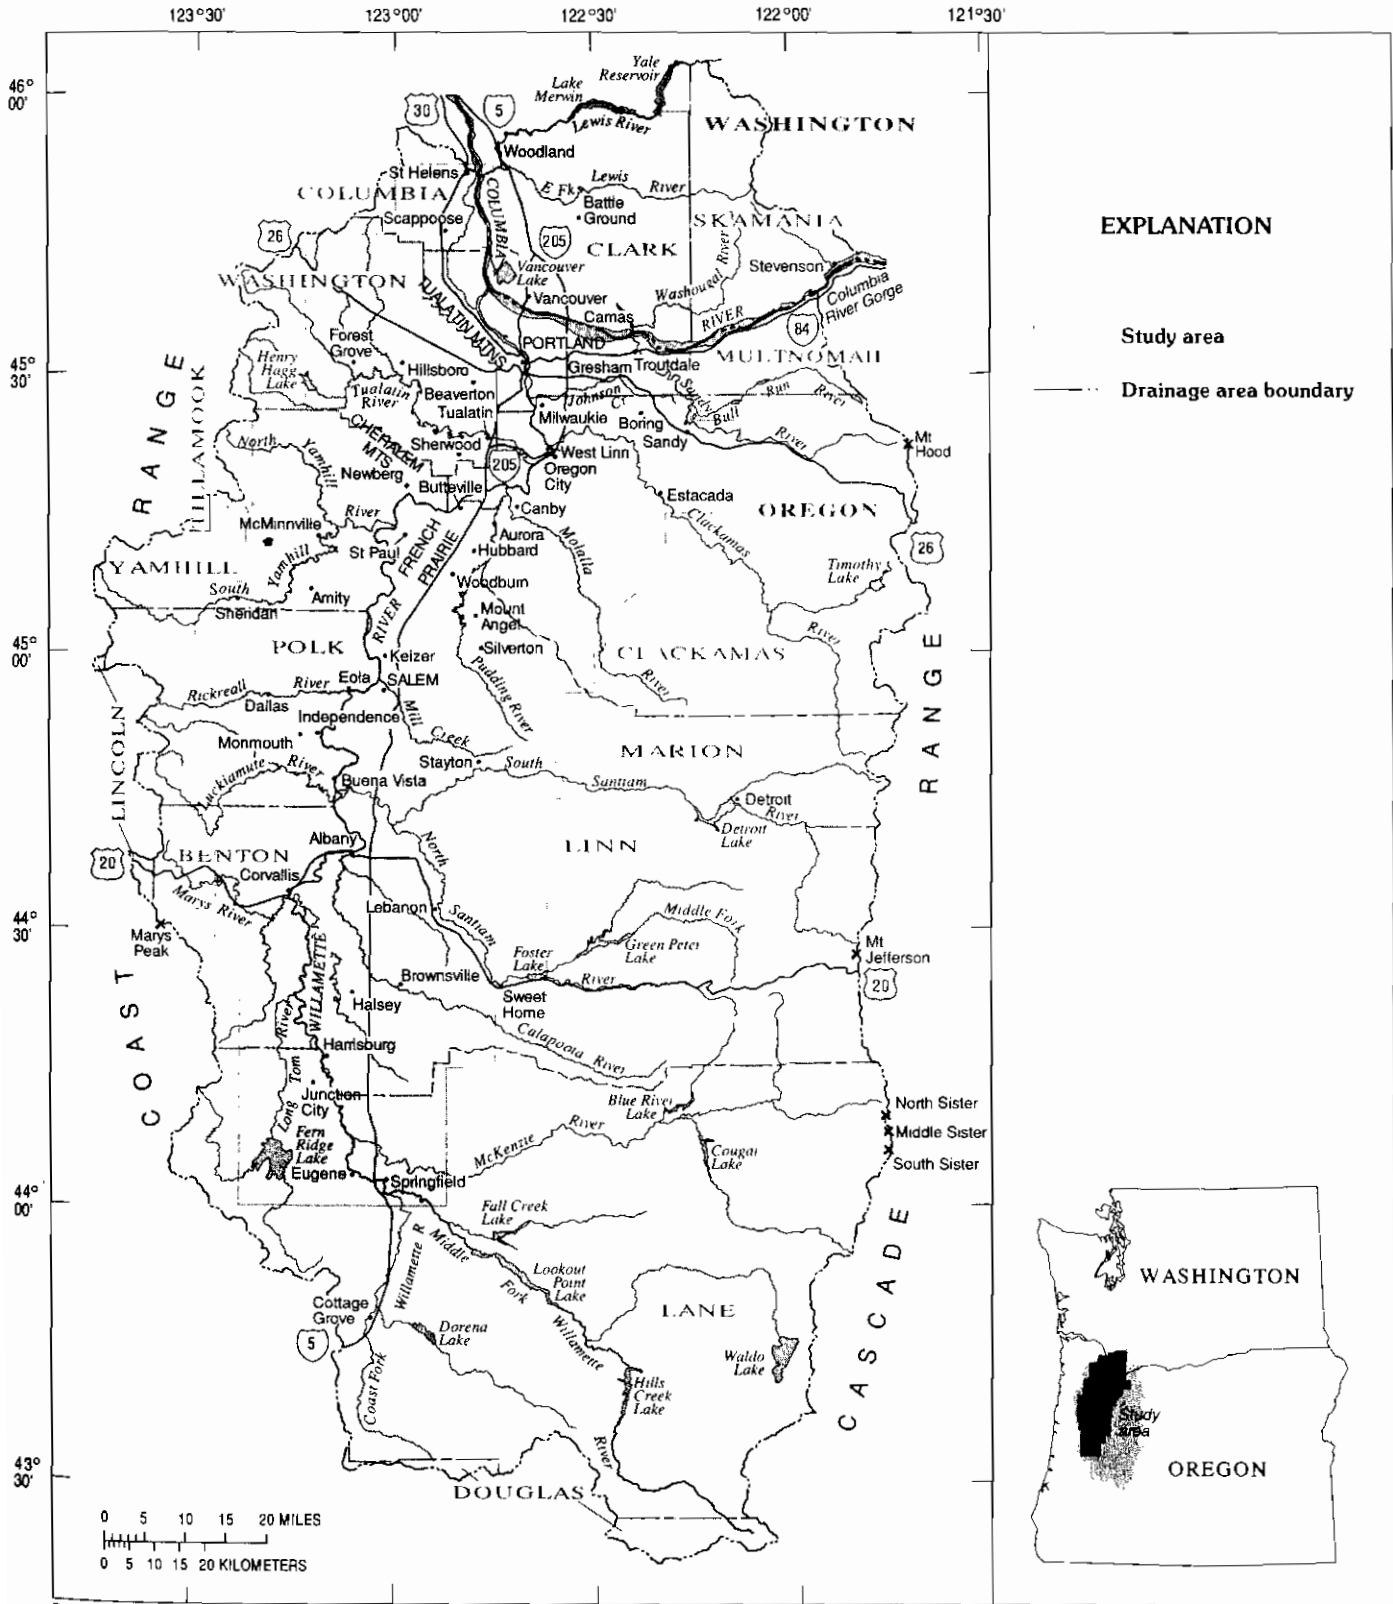 123°30'
123°00'
122°30'
122°00'
121°30'
46°
00'
Yale
Reservoir
Lake
Merwin
30
5
Lewis River
WASHINGTON
Woodland
St Helens
COLUMBIA
E Fk
Lewis
River
Battle
Ground
Scappoose
COLUMBIA
SKAMANIA
26
205
CLARK
EXPLANATION
Stevenson
Vancouver
Lake
WASHINGTON
Washougal River
Columbia
River Gorge
TUALATIN MTNS
Vancouver
Camas
RIVER
84
Study area
Forest
Grove
PORTLAND
MULTNOMAH
45°
30'
Henry
Hagg
Lake
Hillsboro
Gresham
Troutdale
Drainage area boundary
Tualatin
River
Beaverton
Johnson
Cr
Sandy
Bull
Run
River
Tualatin
Milwaukie
Boring
CHEHALEM
MTS
Sherwood
Sandy
River
Mt
Hood
North
Yamhill
River
205
West Linn
Oregon
City
Newberg
Butteville
Estacada
RANGE
TILLAMOOK
Canby
OREGON
McMinnville
Clackamas
Aurora
Molalla
26
St Paul
FRENCH
PRAIRIE
Hubbard
YAMHILL
Yamhill
Timothy
Lake
South
Woodburn
Amity
Sheridan
Mount
Angel
RIVER
River
45°
00'
POLK
Keizer
Silverton
CLACKAMAS
RANGE
Rickreall
River
Eola
SALEM
Pudding River
River
Dallas
Independence
Mill
Creek
LINCOLN
Monmouth
MARION
Stayton
South
Santiam
Luckiamute
River
Buena Vista
Detroit
River
Detroit
Lake
Albany
North
LINN
20
BENTON
Corvallis
Marys River
Lebanon
Santiam
Middle Fork
44°
30'
Marys
Peak
WILLAMETTE
Green Peter
Lake
Mt
Jefferson
Foster
Lake
River
Brownsville
20
COAST
Sweet
Home
Halsey
River
Calapooia River
Harrisburg
Long Tom
Junction
City
Blue River
Lake
North Sister
Middle Sister
South Sister
McKenzie
River
Fern
Ridge
Lake
Cougar
Lake
Eugene
Springfield
44°
00'
Fall Creek
Lake
Willamette R
Middle
Fork
Willamette
Lookout
Point
Lake
WASHINGTON
Cottage
Grove
LANE
CASCADE
5
Dorena
Lake
Waldo
Lake
Coast Fork
Hills
Creek
Lake
Study
area
River
OREGON
43°
30'
DOUGLAS
0 5 10 15 20 MILES
0 5 10 15 20 KILOMETERS